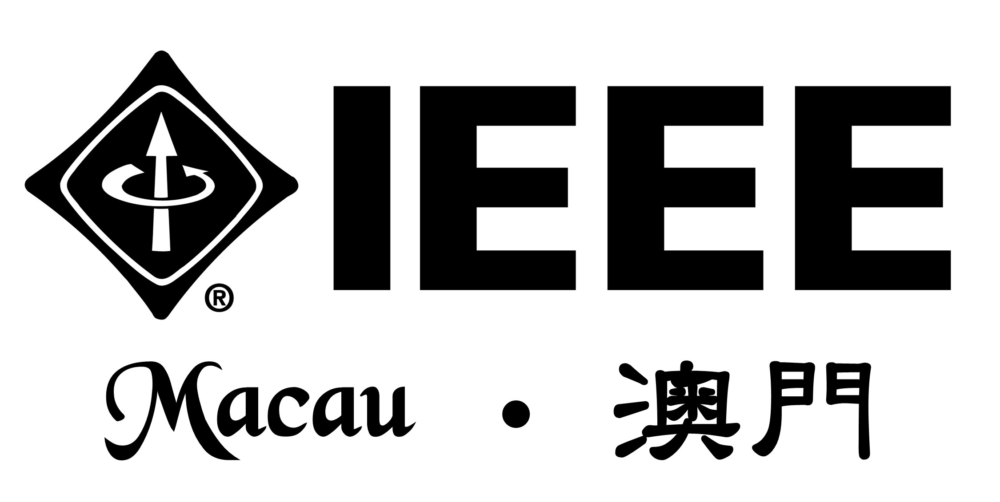 ® IEEE
Macau • 澳門